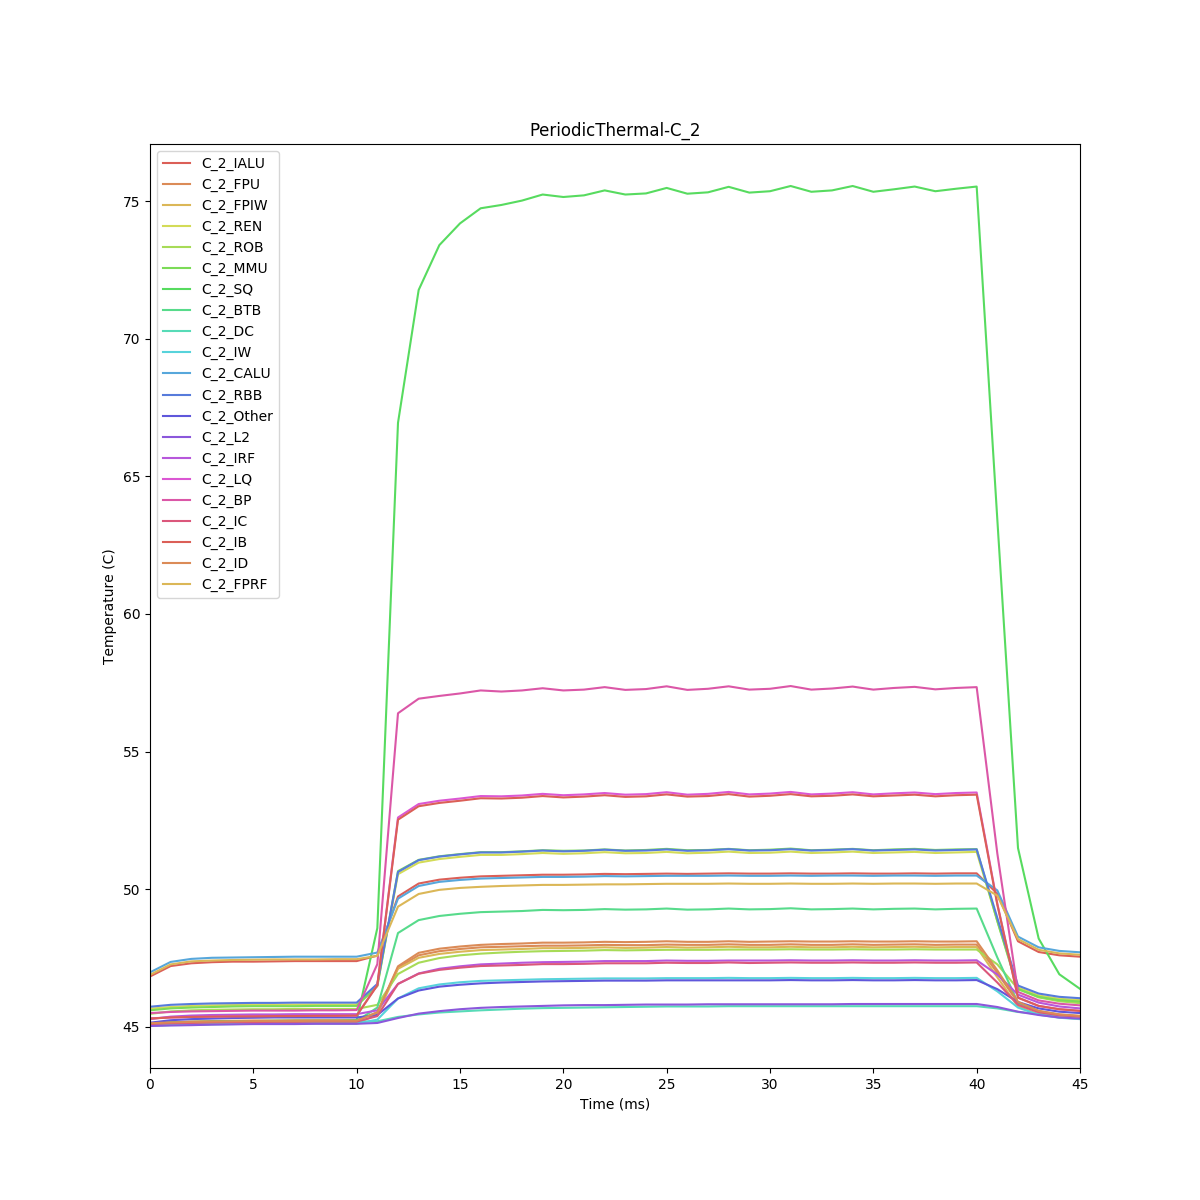 PeriodicThermal-C_2
C_2_IALU
C_2_FPU
C_2_FPIW
C_2_REN
C_2_ROB
C_2_MMU
C_2_SQ
C_2_BTB
C_2_DC
C_2_IW
C_2_CALU
C_2_RBB
C_2_Other
C_2_L2
C_2_IRF
C_2_LQ
C_2_BP
C_2_IC
C_2_IB
C_2_ID
C_2_FPRF
75
70
65
60
55
50
45
Temperature (C)
0 5 10 15 20 25 30 35 40 45
Time (ms)